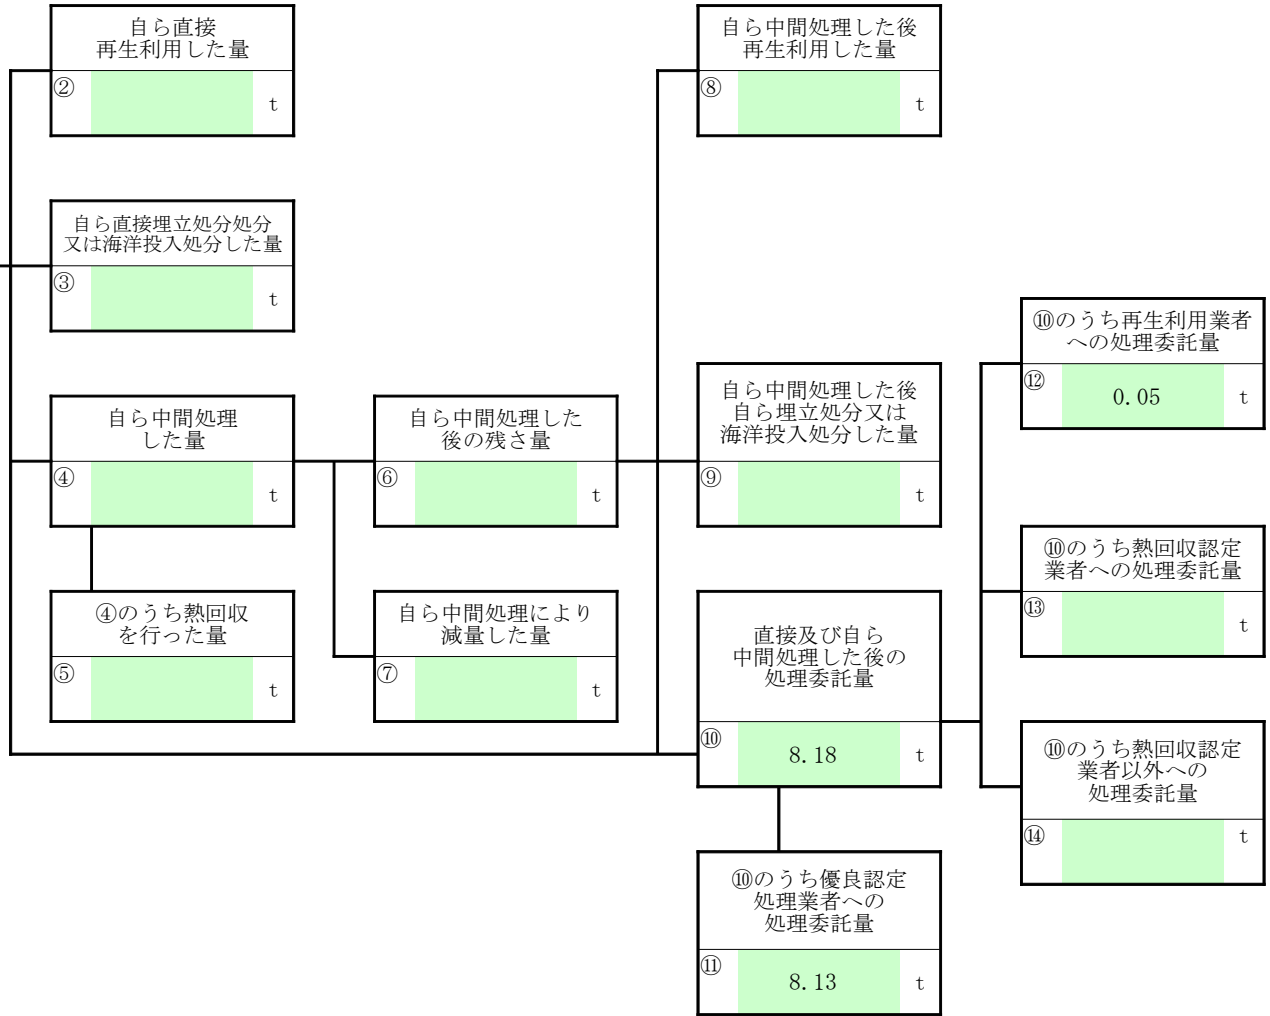 自ら直接
再生利用した量
②
t
自ら中間処理した後
再生利用した量
⑧
t
自ら直接埋立処分処分
又は海洋投入処分した量
③
t
⑩のうち再生利用業者
への処理委託量
⑫
0.05
t
自ら中間処理
した量
④
t
自ら中間処理した
後の残さ量
⑥
t
自ら中間処理した後
自ら埋立処分又は
海洋投入処分した量
⑨
t
⑩のうち熱回収認定
業者への処理委託量
⑬
t
④のうち熱回収
を行った量
⑤
t
自ら中間処理により
減量した量
⑦
t
直接及び自ら
中間処理した後の
処理委託量
⑩
8.18
t
⑩のうち熱回収認定
業者以外への
処理委託量
⑭
t
⑩のうち優良認定
処理業者への
処理委託量
⑪
8.13
t